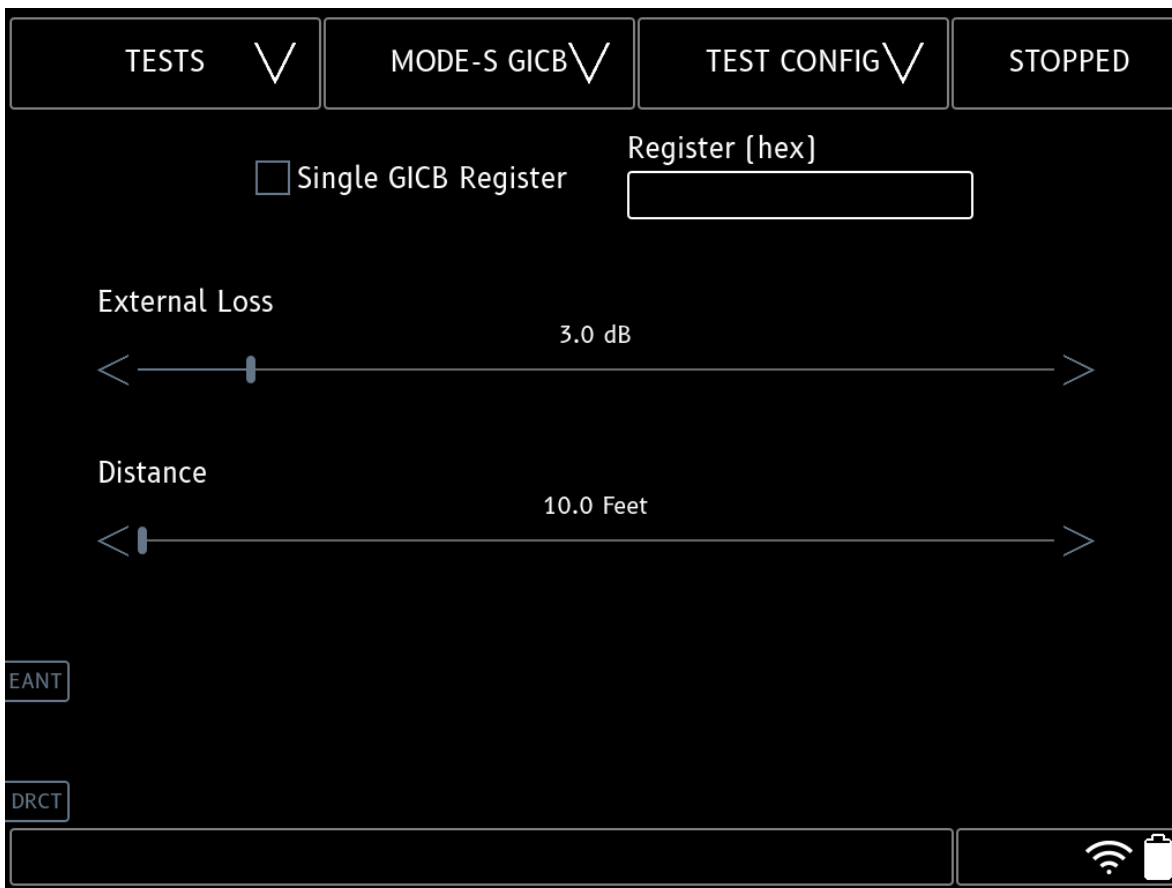 TESTS
MODE-S GICB
TEST CONFIG
STOPPED
Single GICB Register
Register (hex)
External Loss
3.0 dB
Distance
10.0 Feet
EANT
DRCT